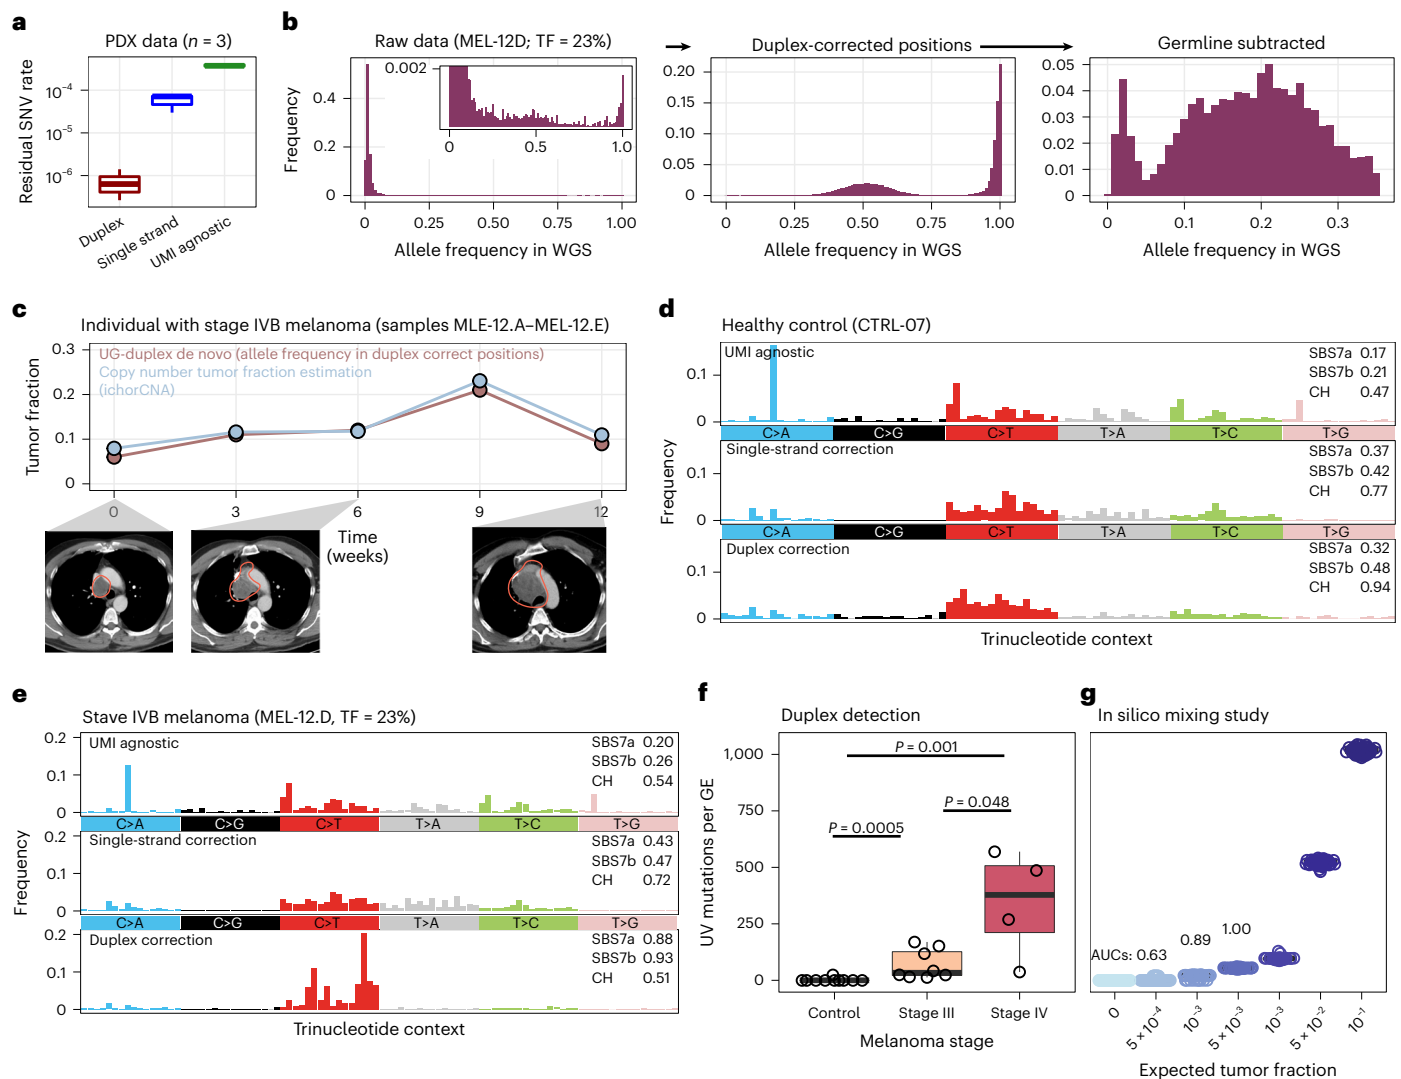 a
PDX data (n = 3)
Residual SNV rate
10⁻⁴
10⁻⁵
10⁻⁶
Duplex
Single strand
UMI agnostic
b
Raw data (MEL-12D; TF = 23%)
Duplex-corrected positions
Germline subtracted
Frequency
0.4
0.2
0
0.002
0
0.5
1.0
0
0.25
0.50
0.75
1.00
Allele frequency in WGS
0.20
0.15
0.10
0.05
0
0
0.25
0.50
0.75
1.00
Allele frequency in WGS
0.05
0.04
0.03
0.02
0.01
0
0
0.1
0.2
0.3
Allele frequency in WGS
c
Individual with stage IVB melanoma (samples MLE-12.A–MEL-12.E)
UG-duplex de novo (allele frequency in duplex correct positions)
Copy number tumor fraction estimation
(ichorCNA)
Tumor fraction
0.3
0.2
0.1
0
0
3
6
9
12
Time
(weeks)
d
Healthy control (CTRL-07)
Frequency
UMI agnostic
SBS7a 0.17
SBS7b 0.21
CH 0.47
0.1
0
C>A C>G C>T T>A T>C T>G
Single-strand correction
SBS7a 0.37
SBS7b 0.42
CH 0.77
0.1
0
C>A C>G C>T T>A T>C T>G
Duplex correction
SBS7a 0.32
SBS7b 0.48
CH 0.94
0.1
0
Trinucleotide context
e
Stave IVB melanoma (MEL-12.D, TF = 23%)
Frequency
UMI agnostic
SBS7a 0.20
SBS7b 0.26
CH 0.54
0.2
0.1
0
C>A C>G C>T T>A T>C T>G
Single-strand correction
SBS7a 0.43
SBS7b 0.47
CH 0.72
0.2
0.1
0
C>A C>G C>T T>A T>C T>G
Duplex correction
SBS7a 0.88
SBS7b 0.93
CH 0.51
0.2
0.1
0
Trinucleotide context
f
Duplex detection
UV mutations per GE
1,000
750
500
250
0
P = 0.001
P = 0.048
P = 0.0005
Control
Stage III
Stage IV
Melanoma stage
g
In silico mixing study
AUCs: 0.63
0.89
1.00
0
5 × 10⁻⁴
10⁻³
5 × 10⁻³
10⁻³
5 × 10⁻²
10⁻¹
Expected tumor fraction